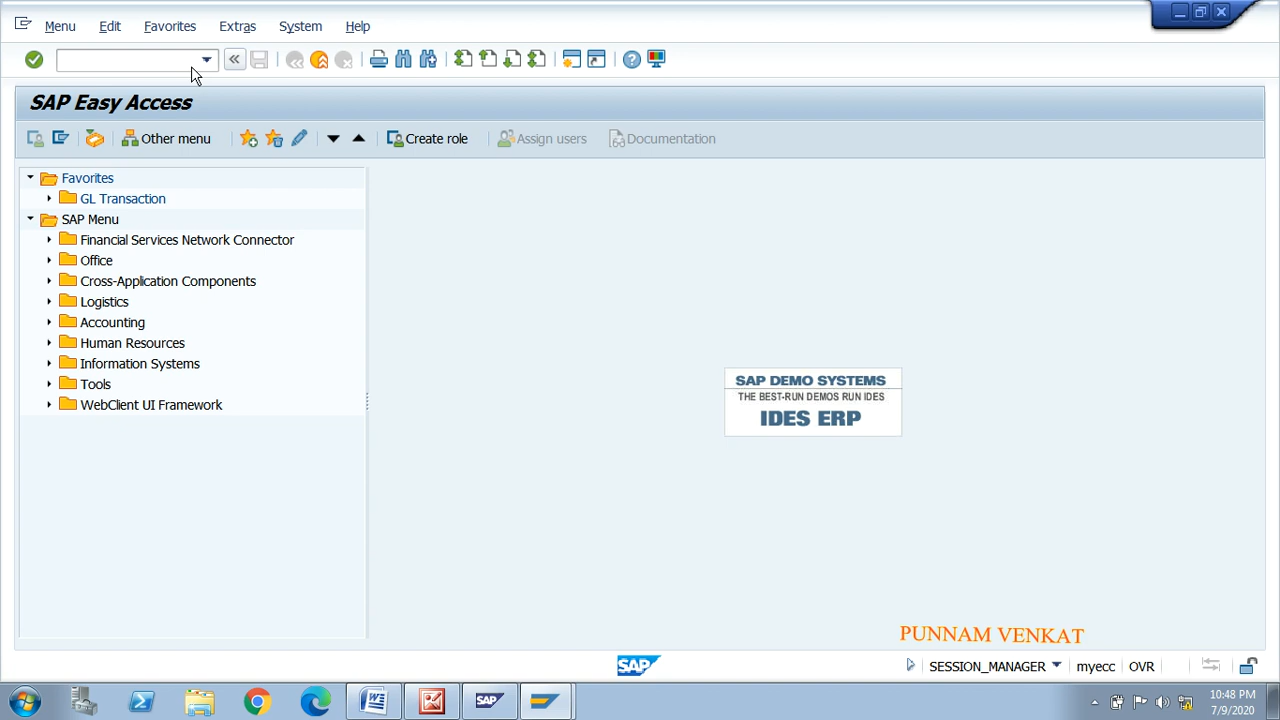 Menu Edit Favorites Extras System Help
SAP Easy Access
Other menu Create role Assign users Documentation
Favorites
GL Transaction
SAP Menu
Financial Services Network Connector
Office
Cross-Application Components
Logistics
Accounting
Human Resources
Information Systems
Tools
WebClient UI Framework
SAP DEMO SYSTEMS
THE BEST-RUN DEMOS RUN IDES
IDES ERP
PUNNAM VENKAT
SAP SESSION_MANAGER myecc OVR
SAP
10:48 PM
7/9/2020